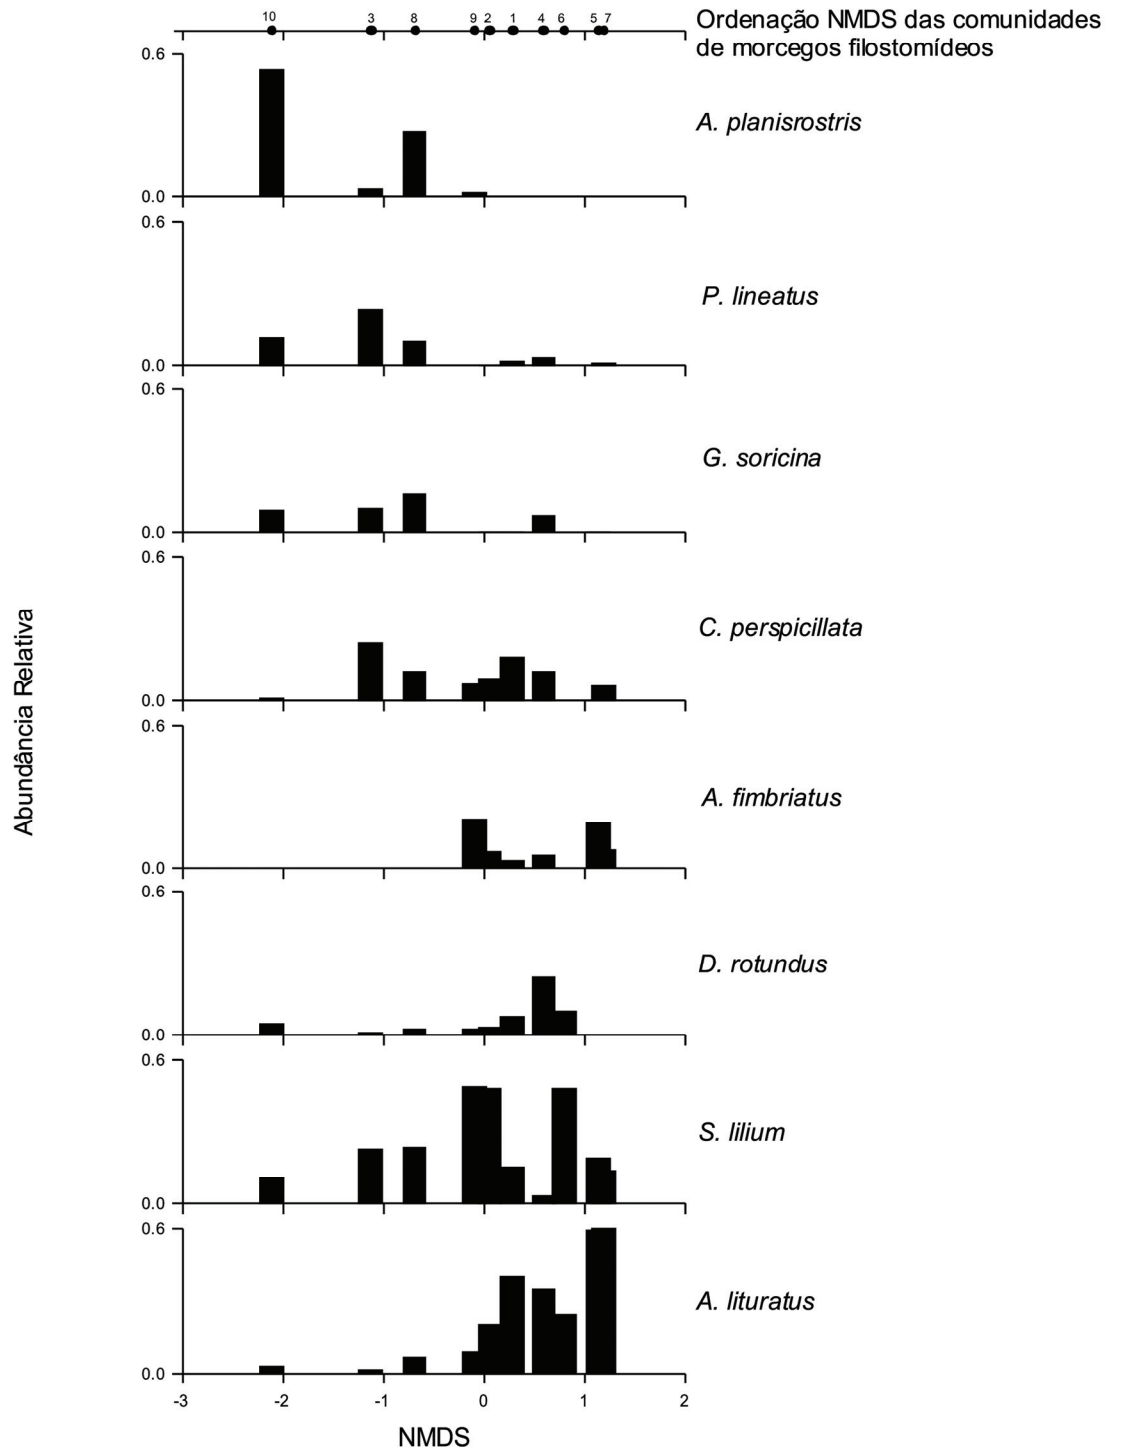 10 3 8 9 2 1 4 6 5 7
Ordenação NMDS das comunidades
de morcegos filostomídeos
0.6
A. planisrostris
0.0
0.6
P. lineatus
0.0
0.6
G. soricina
0.0
0.6
C. perspicillata
0.0
0.6
A. fimbriatus
0.0
0.6
D. rotundus
0.0
0.6
S. lilium
0.0
0.6
A. lituratus
0.0
-3 -2 -1 0 1 2
NMDS
Abundância Relativa